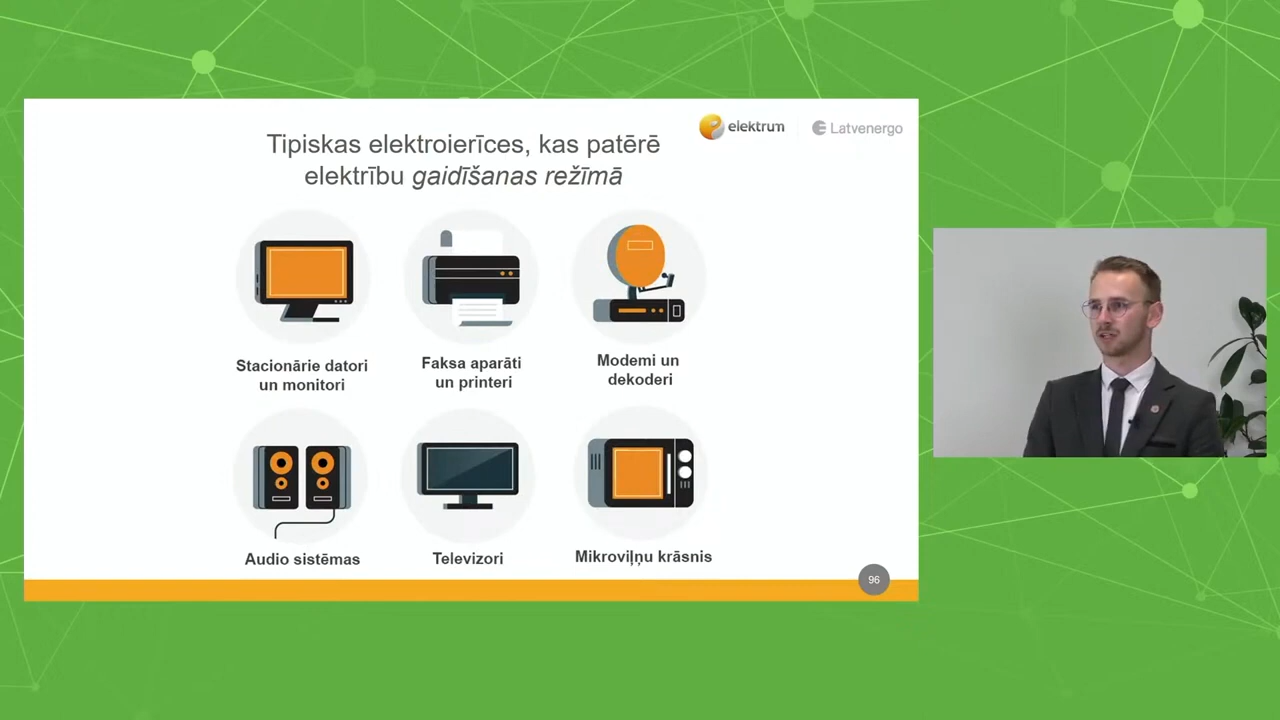 elektrum
Latvenergo
Tipiskas elektroierīces, kas patērē
elektrību gaidīšanas režīmā
Stacionārie datori
un monitori
Faksa aparāti
un printeri
Modemi un
dekoderi
Audio sistēmas
Televizori
Mikroviļņu krāsnis
96